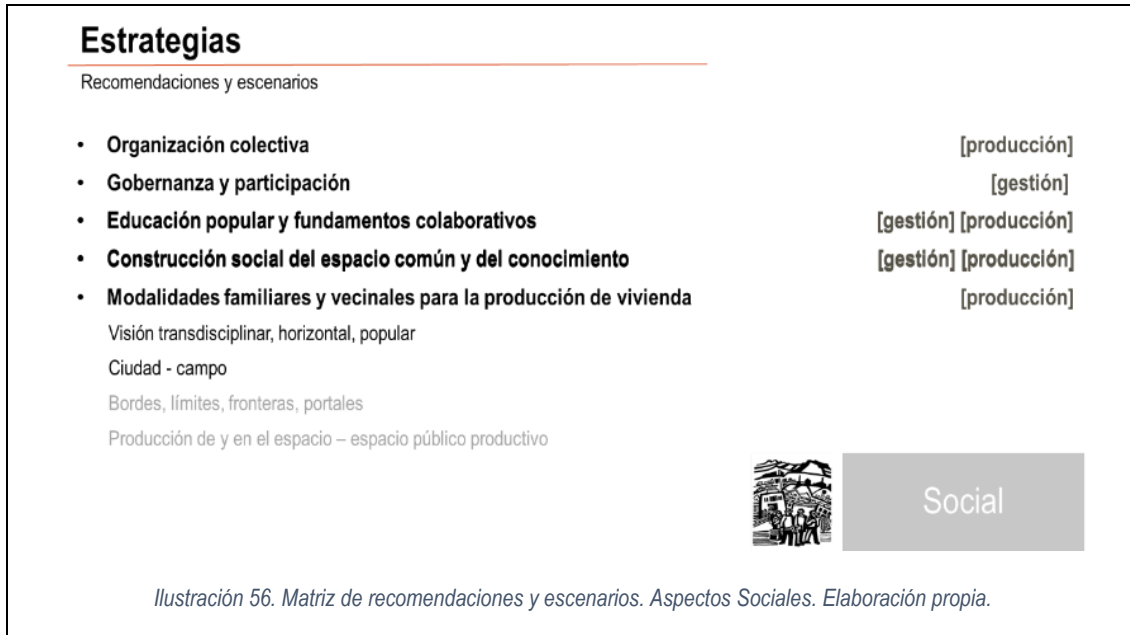 Estrategias
Recomendaciones y escenarios
• Organización colectiva [producción]
• Gobernanza y participación [gestión]
• Educación popular y fundamentos colaborativos [gestión] [producción]
• Construcción social del espacio común y del conocimiento [gestión] [producción]
• Modalidades familiares y vecinales para la producción de vivienda [producción]
Visión transdisciplinar, horizontal, popular
Ciudad - campo
Bordes, límites, fronteras, portales
Producción de y en el espacio – espacio público productivo
Social
Ilustración 56. Matriz de recomendaciones y escenarios. Aspectos Sociales. Elaboración propia.